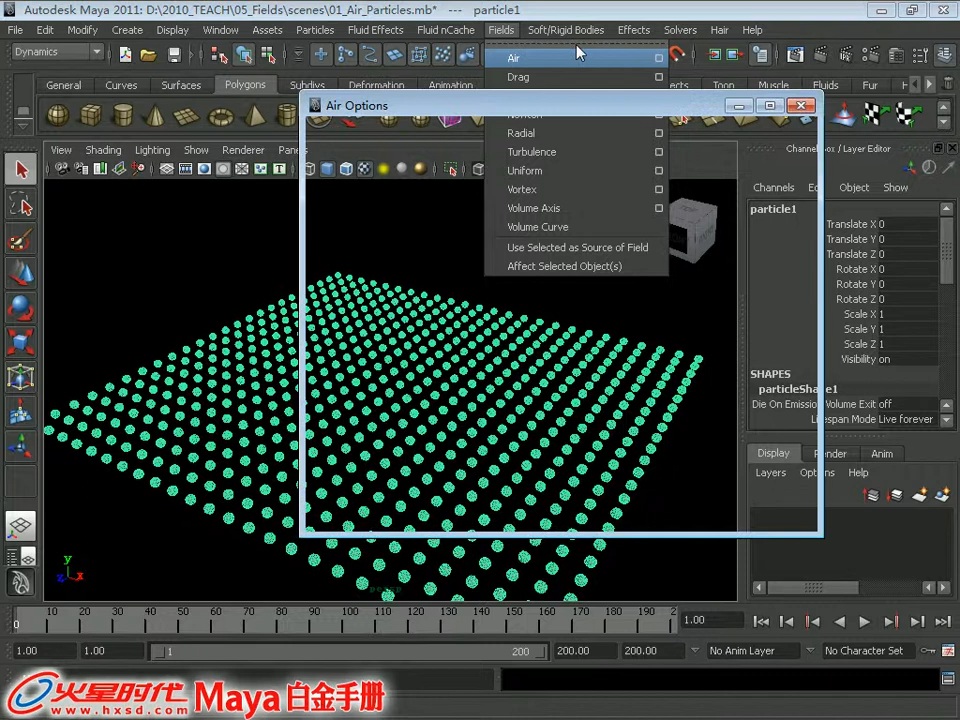 Autodesk Maya 2011: D:\2010_TEACH\05_Fields\scenes\01_Air_Particles.mb* --- particle1
File Edit Modify Create Display Window Assets Particles Fluid Effects Fluid nCache Fields Soft/Rigid Bodies Effects Solvers Hair Help
Dynamics
Air
Drag
General Curves Surfaces Polygons Subdivs Deformation Animation Toon Muscle Fluids Fur Hair
Air Options
Radial
Turbulence
Uniform
Vortex
Volume Axis
Volume Curve
Use Selected as Source of Field
Affect Selected Object(s)
View Shading Lighting Show Renderer Panels
Channel Box / Layer Editor
Channels Object Show
particle1
Translate X 0
Translate Y 0
Translate Z 0
Rotate X 0
Rotate Y 0
Rotate Z 0
Scale X 1
Scale Y 1
Scale Z 1
Visibility on
SHAPES
particleShape1
Die On Emission Volume Exit off
Lifespan Mode Live forever
Display Render Anim
Layers Options Help
y
z x
persp
10 20 30 40 50 60 70 80 90 100 110 120 130 140 150 160 170 180 190 2
0
1.00
1.00 1.00 1 200 200.00 200.00 No Anim Layer No Character Set
火星时代
www.hxsd.com
Maya 白金手册